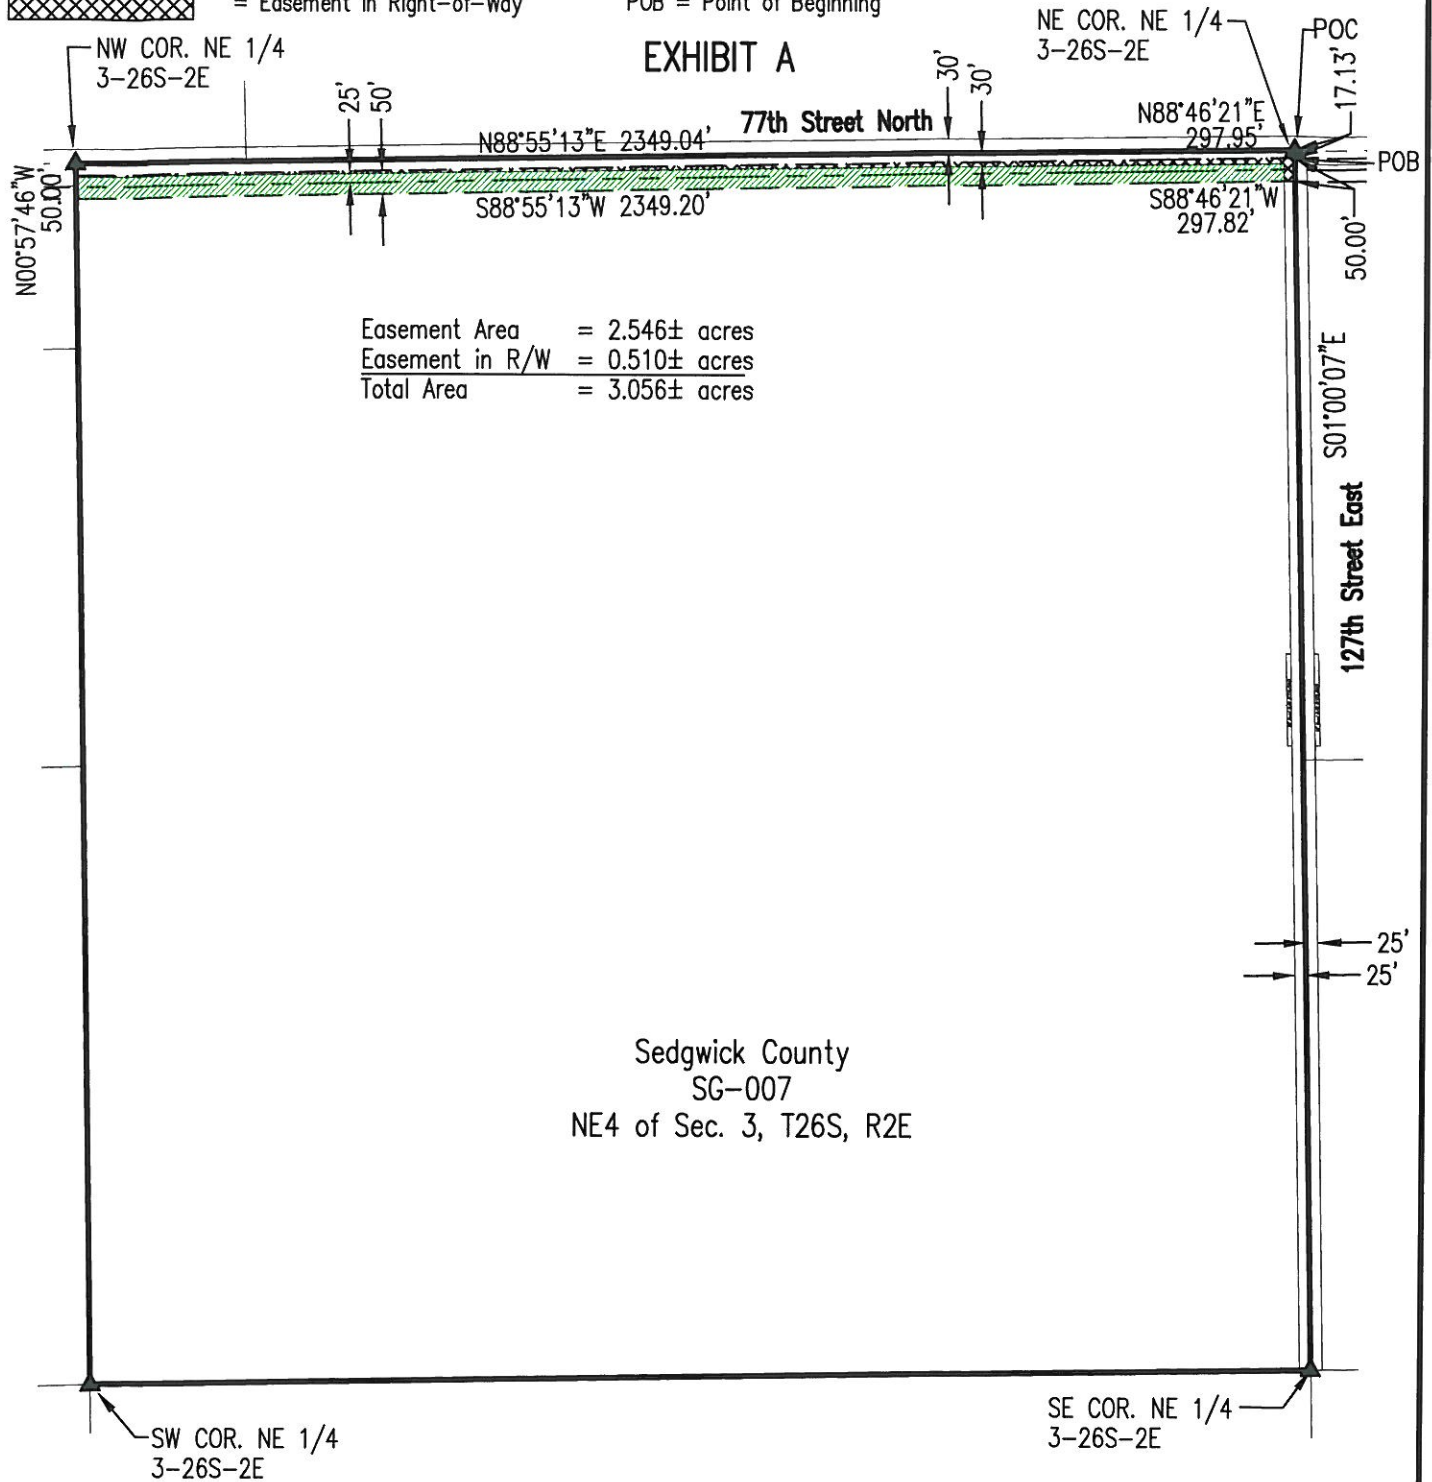 = Easement in Right-of-Way
POB = Point of Beginning
NW COR. NE 1/4
3-26S-2E
EXHIBIT A
NE COR. NE 1/4
3-26S-2E
POC
25'
50'
30'
30'
17.13'
77th Street North
N88°55'13"E 2349.04'
N88°46'21"E
297.95'
POB
N00°57'46"W
50.00'
S88°55'13"W 2349.20'
S88°46'21"W
297.82'
50.00'
Easement Area = 2.546± acres
Easement in R/W = 0.510± acres
Total Area = 3.056± acres
S01°00'07"E
127th Street East
25'
25'
Sedgwick County
SG-007
NE4 of Sec. 3, T26S, R2E
SW COR. NE 1/4
3-26S-2E
SE COR. NE 1/4
3-26S-2E